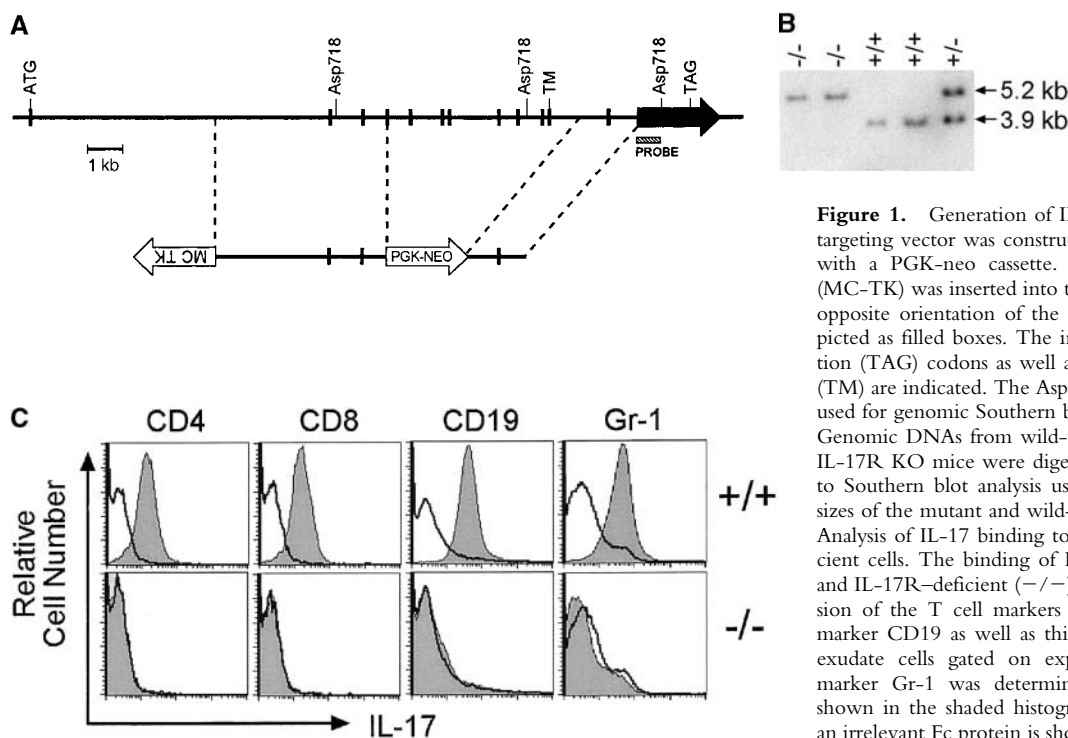 A
ATG
Asp718
Asp718
TM
Asp718
TAG
1 kb
PROBE
MC TK
PGK-NEO
B
-/-
-/-
+/+
+/+
+/-
5.2 kb
3.9 kb
Figure 1. Generation of I
targeting vector was construc
with a PGK-neo cassette.
(MC-TK) was inserted into t
opposite orientation of the
picted as filled boxes. The i
tion (TAG) codons as well a
(TM) are indicated. The Asp
used for genomic Southern b
Genomic DNAs from wild-
IL-17R KO mice were dige
to Southern blot analysis us
sizes of the mutant and wild-
Analysis of IL-17 binding to
cient cells. The binding of I
and IL-17R–deficient (−/−)
sion of the T cell markers
marker CD19 as well as thi
exudate cells gated on exp
marker Gr-1 was determin
shown in the shaded histogr
an irrelevant Fc protein is sho
C
CD4 CD8 CD19 Gr-1
+/+
-/-
Relative
Cell Number
IL-17